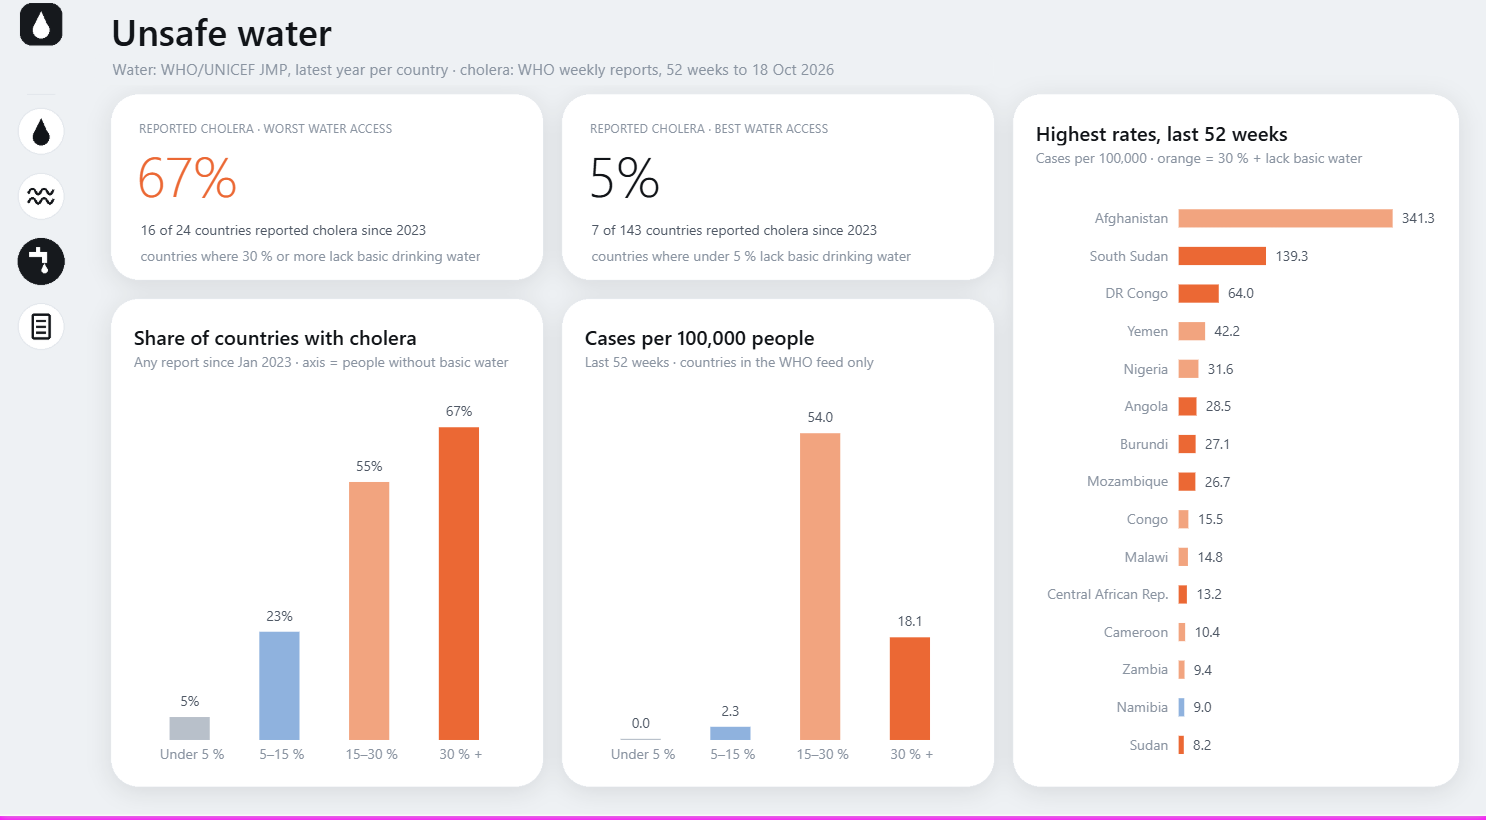 Unsafe water
Water: WHO/UNICEF JMP, latest year per country · cholera: WHO weekly reports, 52 weeks to 18 Oct 2026
REPORTED CHOLERA · WORST WATER ACCESS
67%
16 of 24 countries reported cholera since 2023
countries where 30 % or more lack basic drinking water
REPORTED CHOLERA · BEST WATER ACCESS
5%
7 of 143 countries reported cholera since 2023
countries where under 5 % lack basic drinking water
Share of countries with cholera
Any report since Jan 2023 · axis = people without basic water
5%
23%
55%
67%
Under 5 %
5–15 %
15–30 %
30 % +
Cases per 100,000 people
Last 52 weeks · countries in the WHO feed only
0.0
2.3
54.0
18.1
Under 5 %
5–15 %
15–30 %
30 % +
Highest rates, last 52 weeks
Cases per 100,000 · orange = 30 % + lack basic water
Afghanistan 341.3
South Sudan 139.3
DR Congo 64.0
Yemen 42.2
Nigeria 31.6
Angola 28.5
Burundi 27.1
Mozambique 26.7
Congo 15.5
Malawi 14.8
Central African Rep. 13.2
Cameroon 10.4
Zambia 9.4
Namibia 9.0
Sudan 8.2